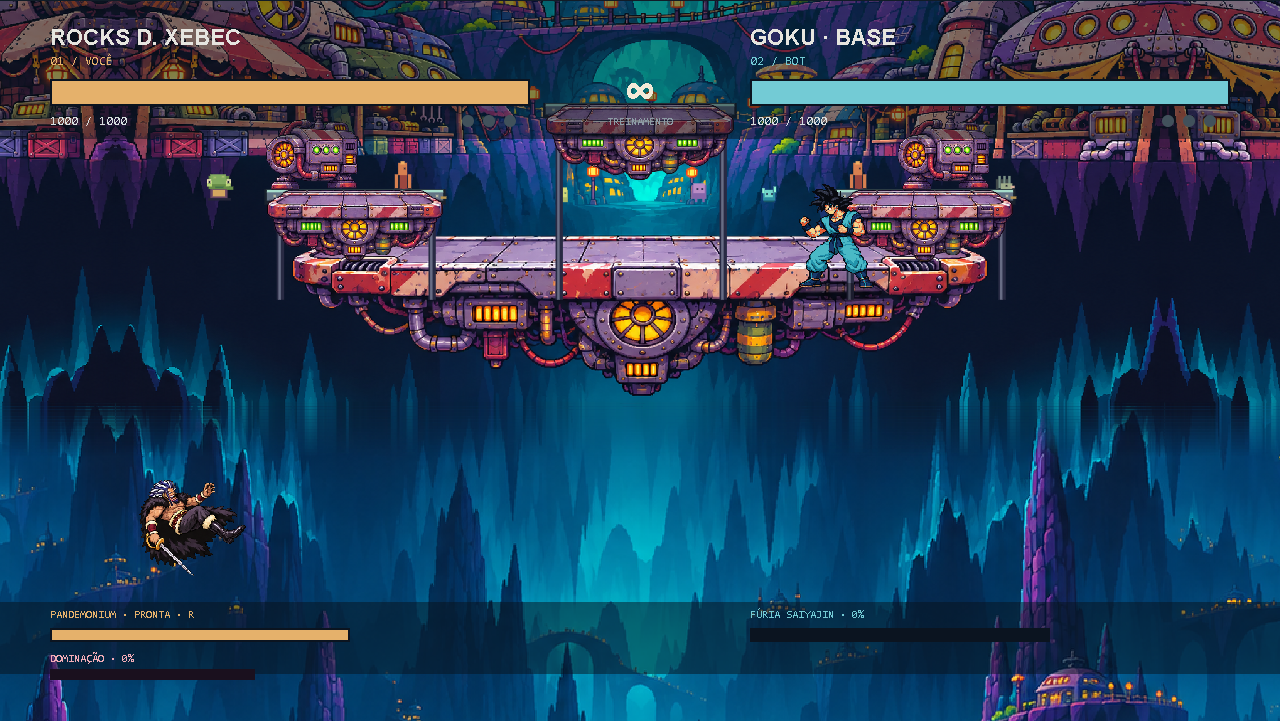 ROCKS D. XEBEC
01 / VOCÊ
1000 / 1000
∞
TREINAMENTO
GOKU · BASE
02 / BOT
1000 / 1000
PANDEMONIUM · PRONTA · R
DOMINAÇÃO · 0%
FÚRIA SAIYAJIN · 0%